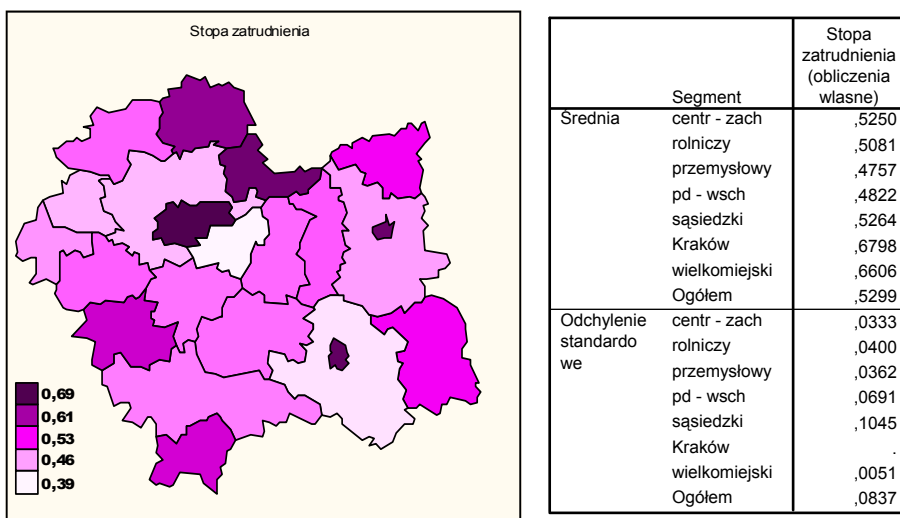 Stopa zatrudnienia
0,69
0,61
0,53
0,46
0,39
Stopa
zatrudnienia
(obliczenia
wlasne)
Segment
Średnia centr - zach ,5250
rolniczy ,5081
przemysłowy ,4757
pd - wsch ,4822
sąsiedzki ,5264
Kraków ,6798
wielkomiejski ,6606
Ogółem ,5299
Odchylenie centr - zach ,0333
standardo rolniczy ,0400
we przemysłowy ,0362
pd - wsch ,0691
sąsiedzki ,1045
Kraków .
wielkomiejski ,0051
Ogółem ,0837